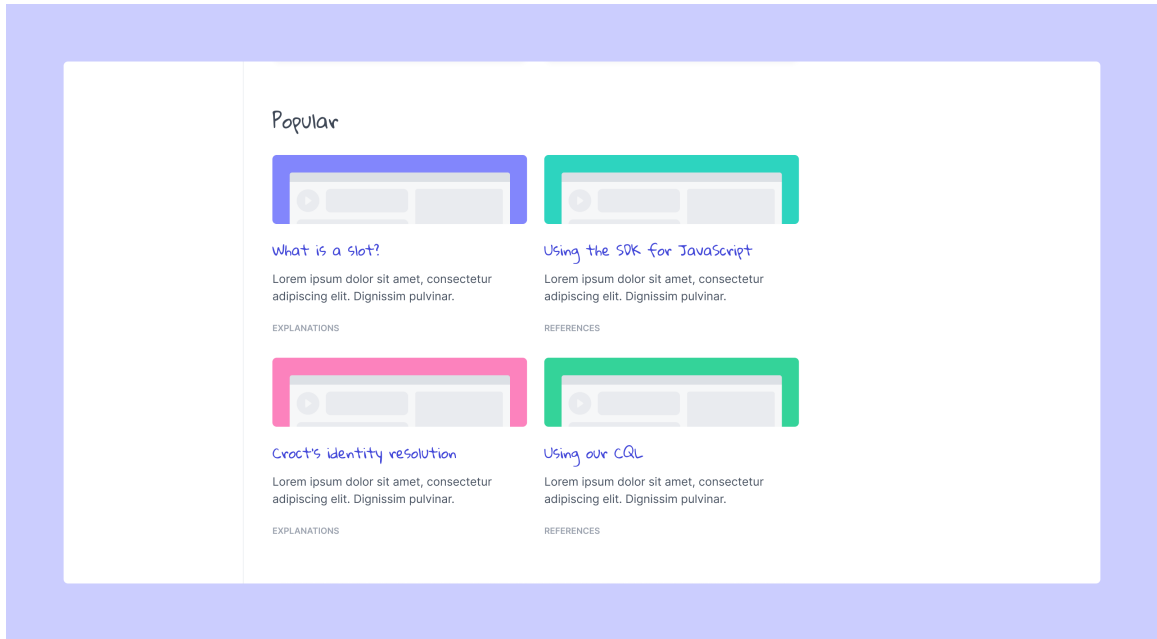 Popular
What is a slot?
Lorem ipsum dolor sit amet, consectetur
adipiscing elit. Dignissim pulvinar.
EXPLANATIONS
Using the SDK for JavaScript
Lorem ipsum dolor sit amet, consectetur
adipiscing elit. Dignissim pulvinar.
REFERENCES
Croct's identity resolution
Lorem ipsum dolor sit amet, consectetur
adipiscing elit. Dignissim pulvinar.
EXPLANATIONS
Using our CQL
Lorem ipsum dolor sit amet, consectetur
adipiscing elit. Dignissim pulvinar.
REFERENCES